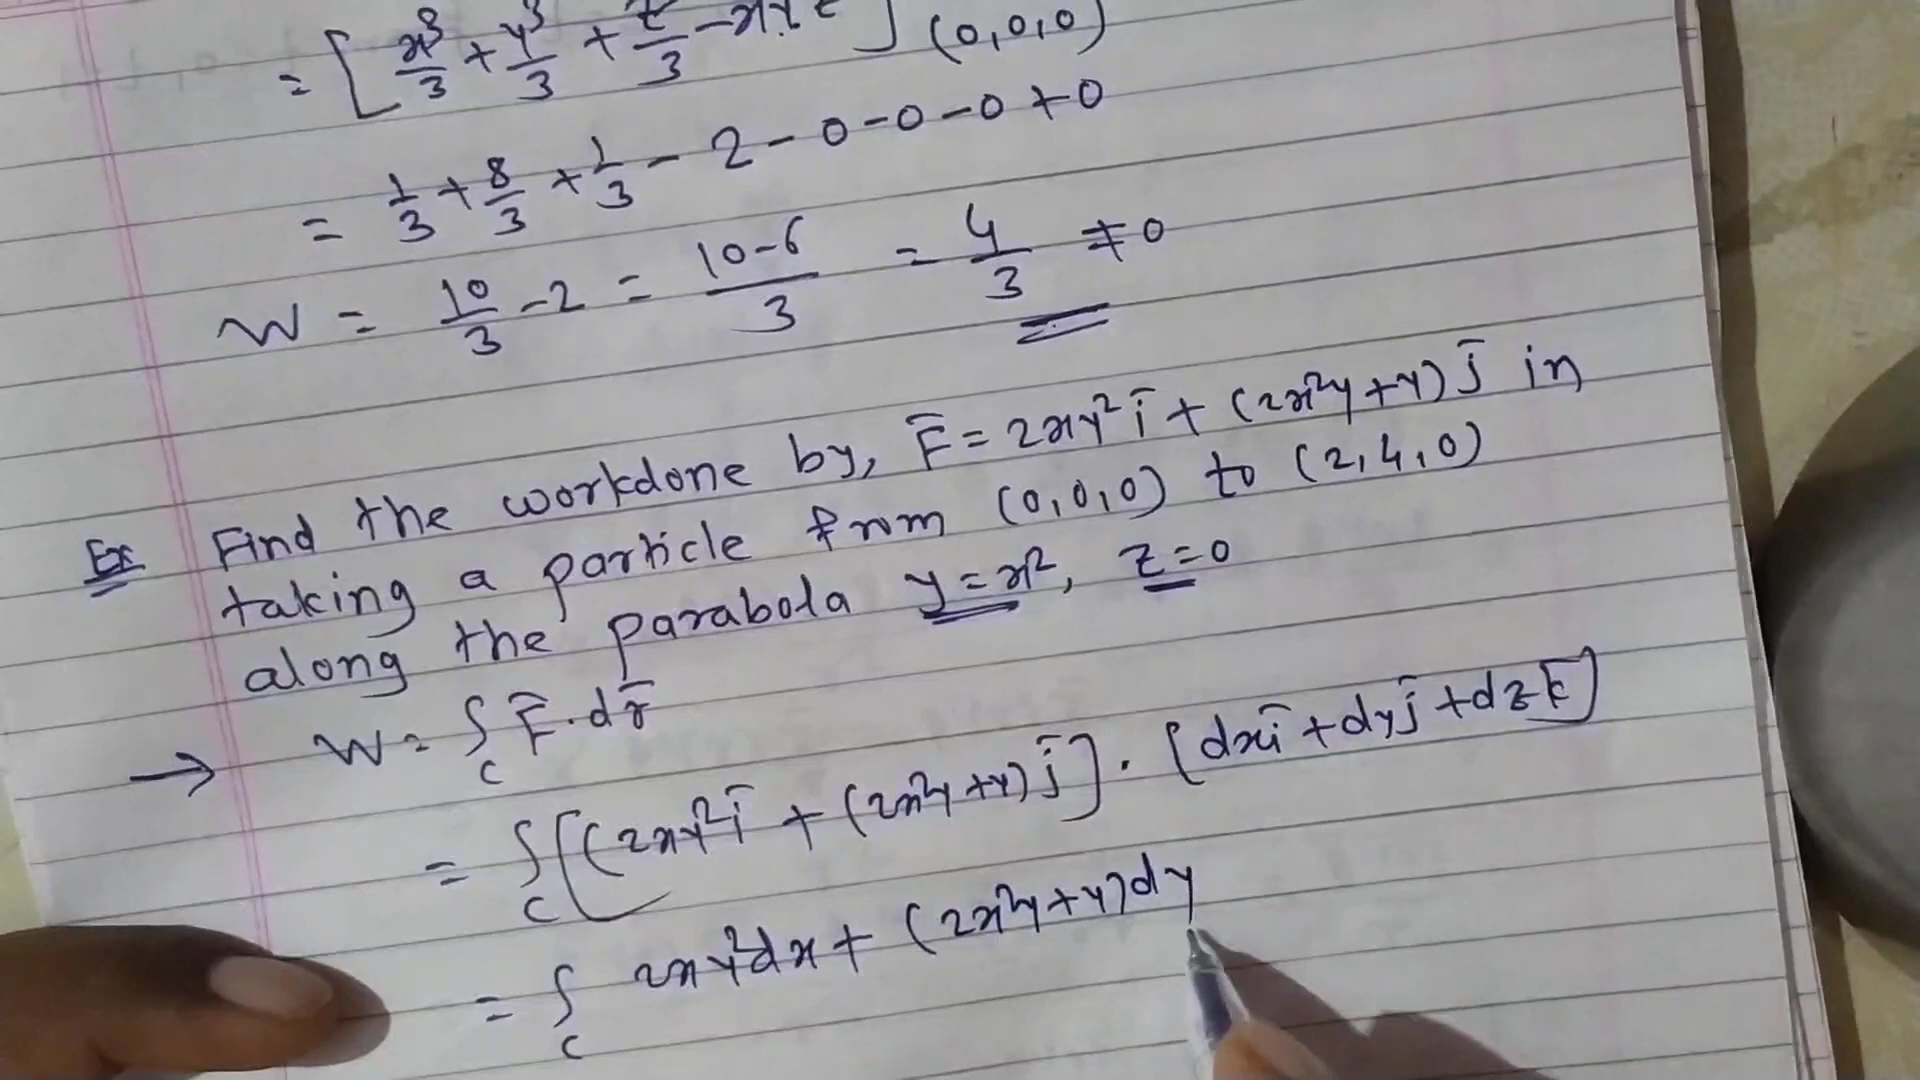 = [x³/3 + y³/3 + z/3 - xyz] (0,0,0)
= 1/3 + 8/3 + 1/3 - 2 - 0 - 0 - 0 + 0
W = 10/3 - 2 = 10-6/3 = 4/3 ≠ 0
Ex Find the workdone by, F̄ = 2xy² ī + (2x²y + y) j̄ in
taking a particle from (0,0,0) to (2,4,0)
along the parabola y = x², z = 0
→ W = ∫c F̄ . dr̄
= ∫c [(2xy² ī + (2x²y + y) j̄] . [dx ī + dy j̄ + dz k̄]
= ∫c 2xy² dx + (2x²y + y) dy